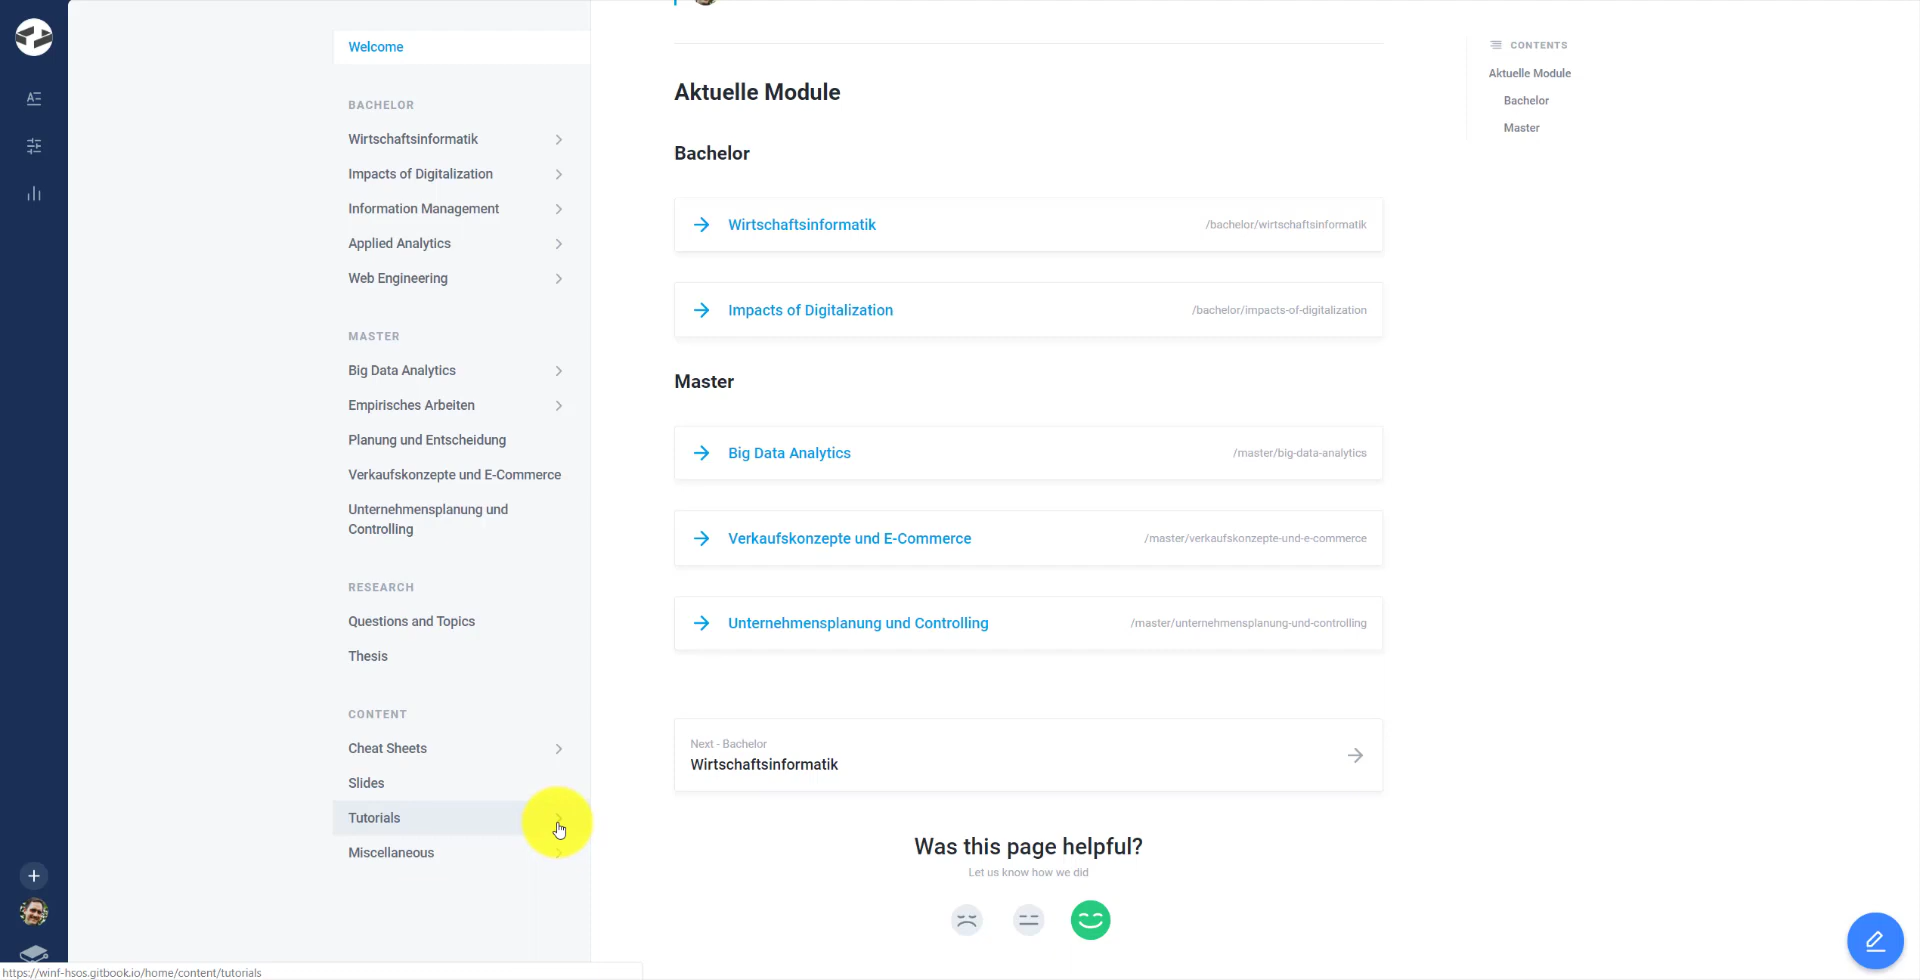 Welcome
BACHELOR
Wirtschaftsinformatik
Impacts of Digitalization
Information Management
Applied Analytics
Web Engineering
MASTER
Big Data Analytics
Empirisches Arbeiten
Planung und Entscheidung
Verkaufskonzepte und E-Commerce
Unternehmensplanung und
Controlling
RESEARCH
Questions and Topics
Thesis
CONTENT
Cheat Sheets
Slides
Tutorials
Miscellaneous
Aktuelle Module
Bachelor
Wirtschaftsinformatik /bachelor/wirtschaftsinformatik
Impacts of Digitalization /bachelor/impacts-of-digitalization
Master
Big Data Analytics /master/big-data-analytics
Verkaufskonzepte und E-Commerce /master/verkaufskonzepte-und-e-commerce
Unternehmensplanung und Controlling /master/unternehmensplanung-und-controlling
Next - Bachelor
Wirtschaftsinformatik
Was this page helpful?
Let us know how we did
CONTENTS
Aktuelle Module
Bachelor
Master
https://winf-hsos.gitbook.io/home/content/tutorials